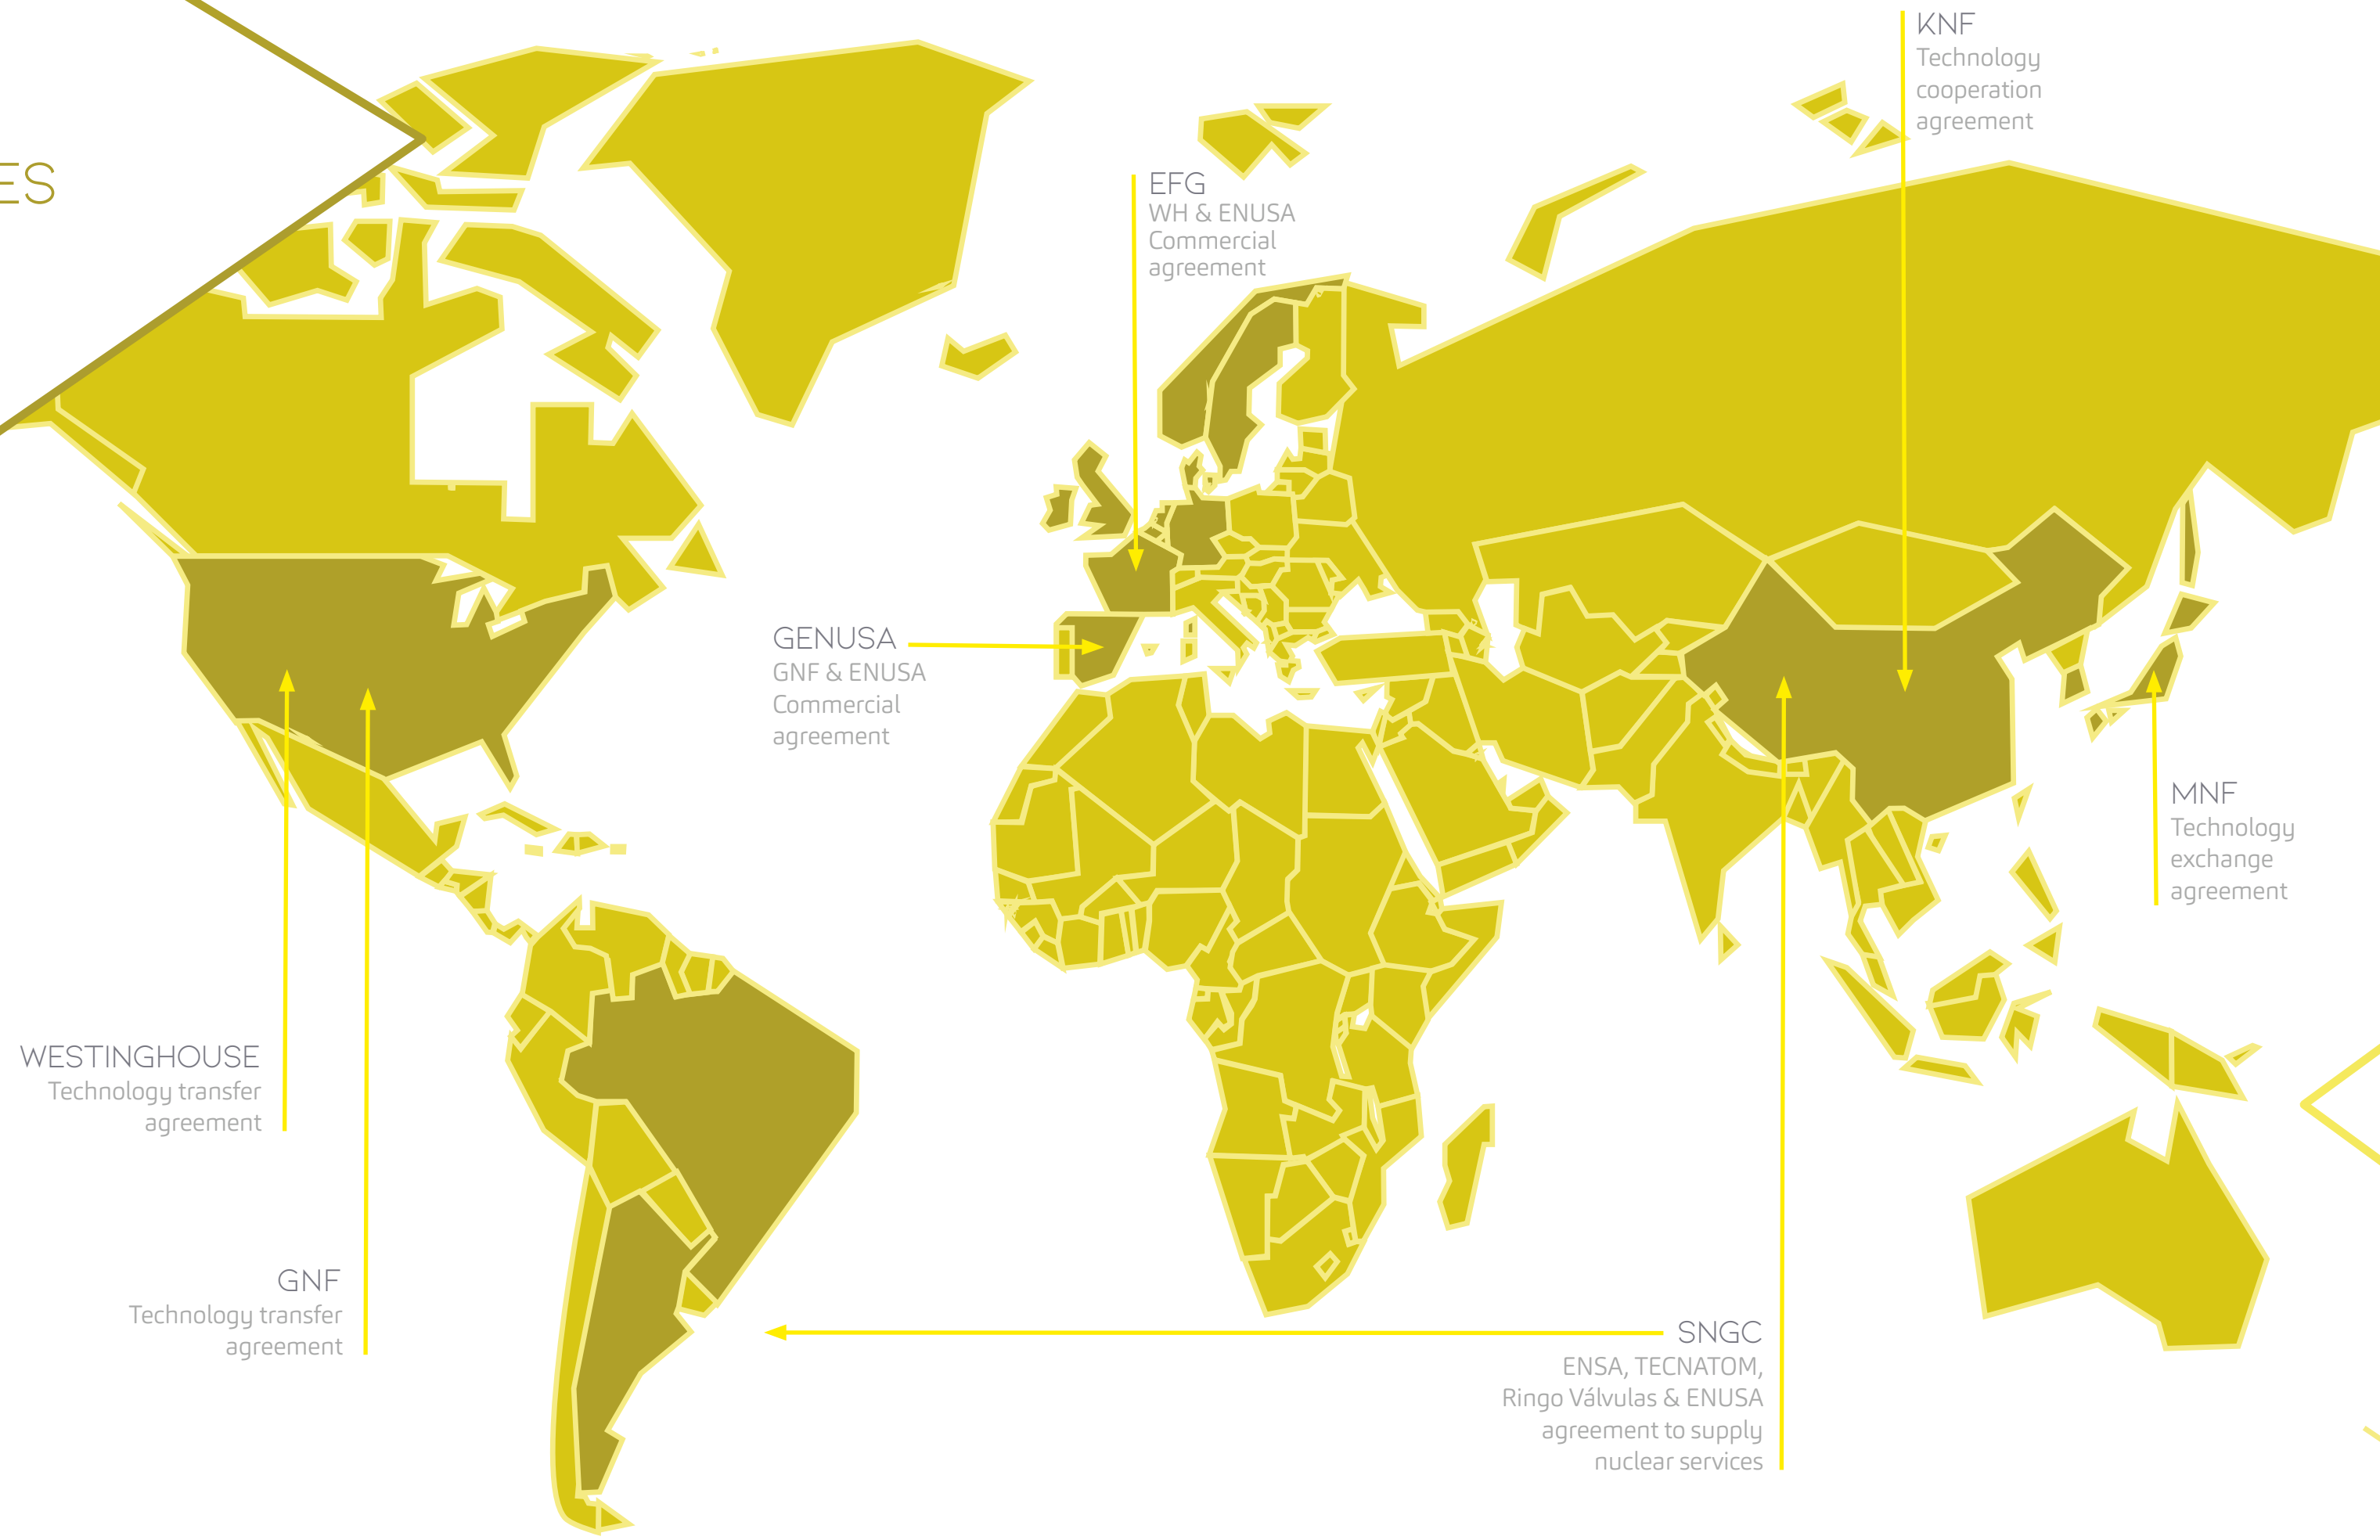 ES
KNF
Technology
cooperation
agreement
EFG
WH & ENUSA
Commercial
agreement
GENUSA
GNF & ENUSA
Commercial
agreement
MNF
Technology
exchange
agreement
WESTINGHOUSE
Technology transfer
agreement
GNF
Technology transfer
agreement
SNGC
ENSA, TECNATOM,
Ringo Válvulas & ENUSA
agreement to supply
nuclear services